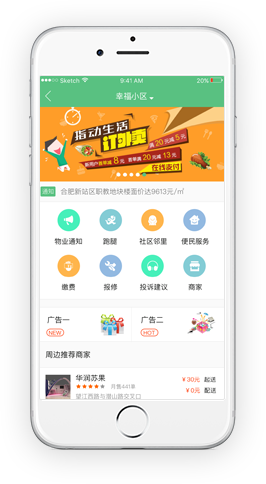 Sketch
9:41 AM
20%
幸福小区
指动生活
订外卖
满 20元 减 5元
新用户首单减 8元 套单 满 20元 减 13元
在线支付
通知 合肥新站区职教地块楼面价达9613元/㎡
物业通知 跑腿 社区邻里 便民服务
缴费 报修 投诉建议 商家
广告一 广告二
NEW HOT
周边推荐商家
华润苏果 ¥30元 起送
月售441单 ¥0元 配送
望江西路与潜山路交叉口